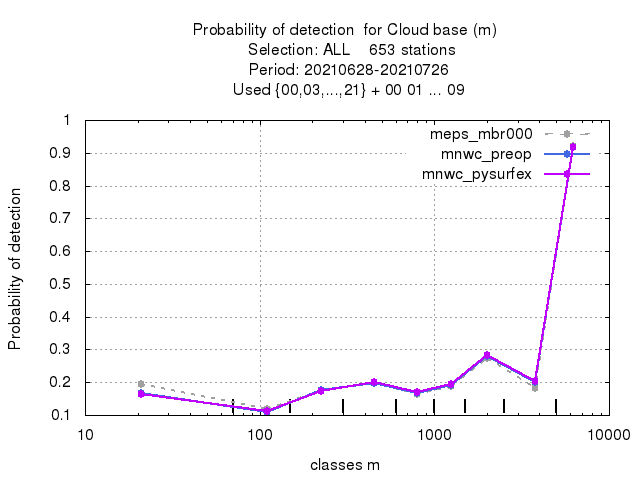 Probability of detection  for Cloud base (m)
Selection: ALL    653 stations
Period: 20210628-20210726
Used {00,03,...,21} + 00 01 ... 09
meps_mbr000
mnwc_preop
mnwc_pysurfex
Probability of detection
1
0.9
0.8
0.7
0.6
0.5
0.4
0.3
0.2
0.1
10
100
1000
10000
classes m